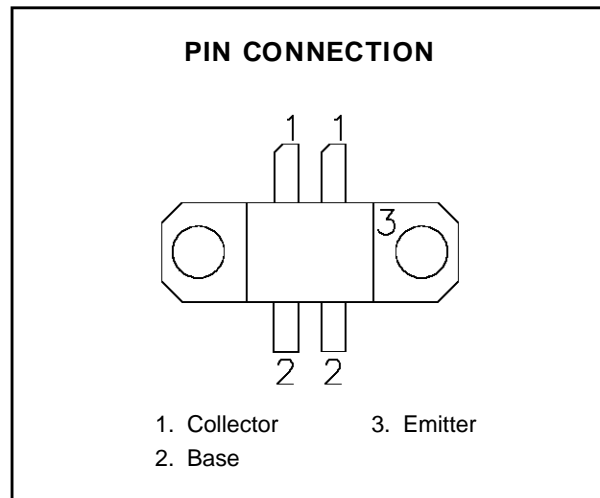 PIN CONNECTION
1 1
3
2 2
1. Collector 3. Emitter
2. Base